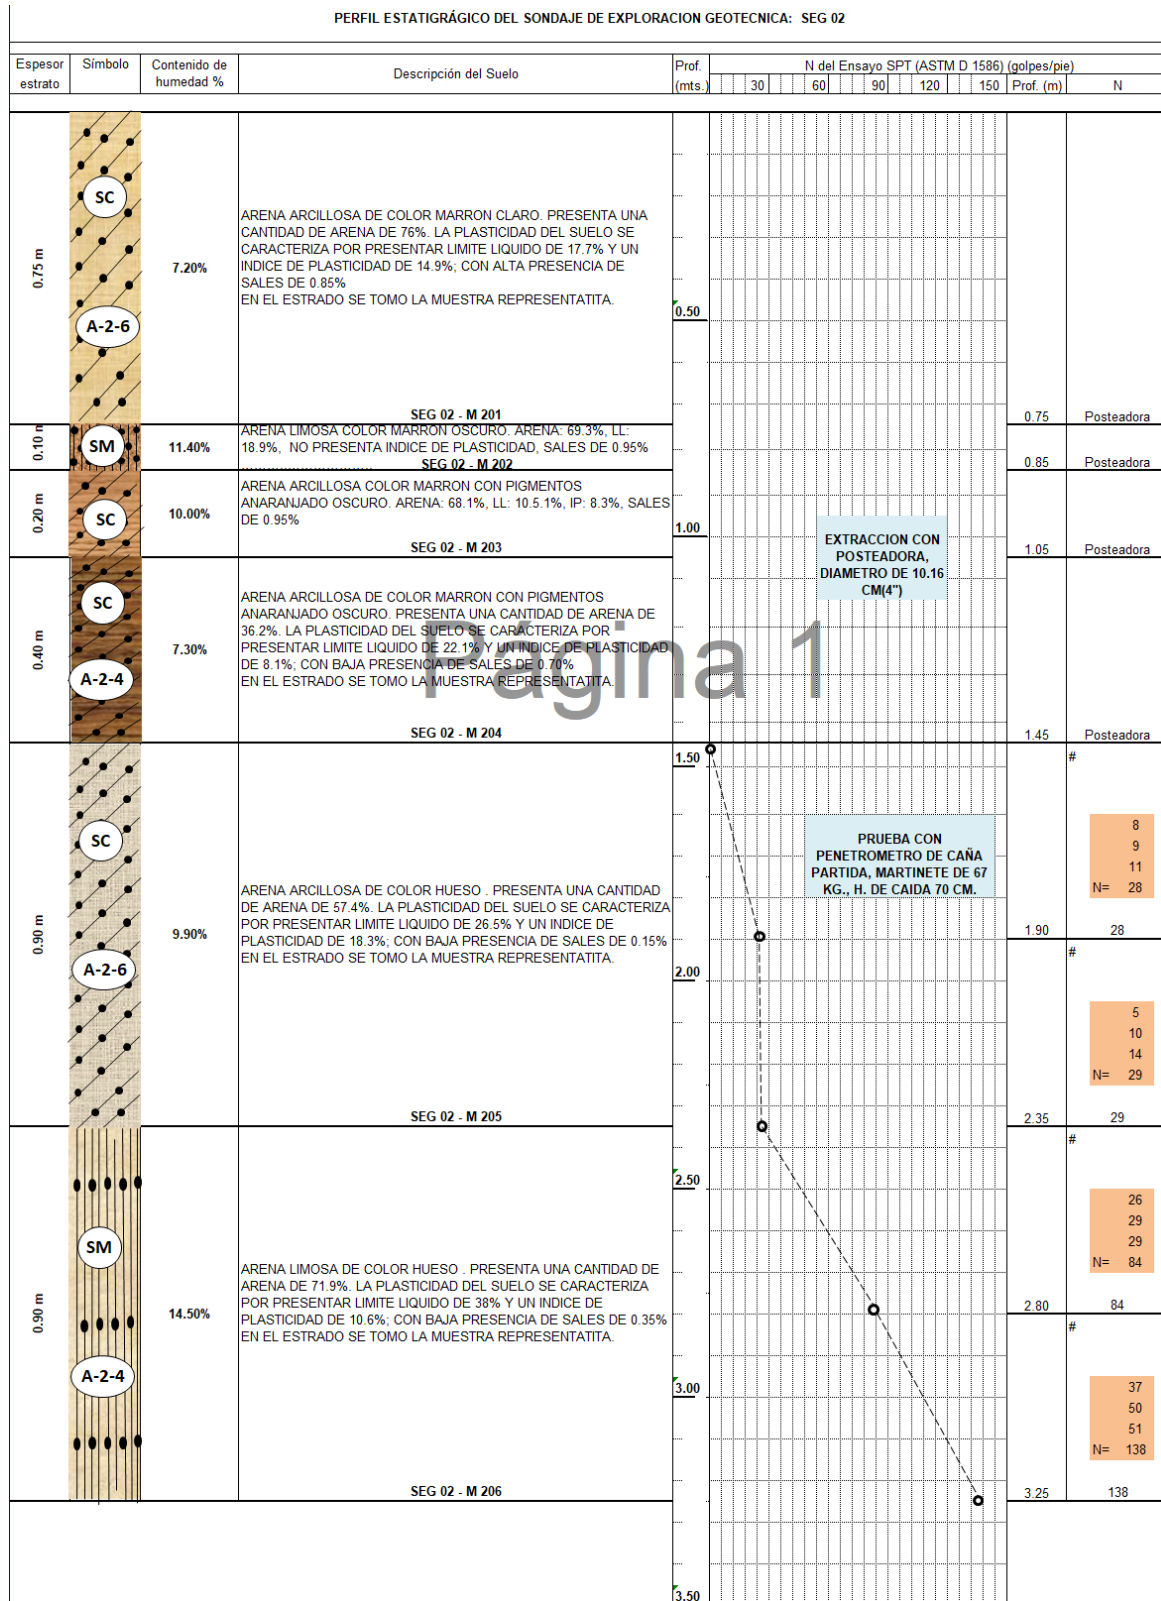 PERFIL ESTATIGRÁGICO DEL SONDAJE DE EXPLORACION GEOTECNICA: SEG 02
Espesor estrato
Símbolo
Contenido de humedad %
Descripción del Suelo
Prof. (mts.)
N del Ensayo SPT (ASTM D 1586) (golpes/pie)
30 60 90 120 150 Prof. (m) N
0.75 m
SC
A-2-6
7.20%
ARENA ARCILLOSA DE COLOR MARRON CLARO. PRESENTA UNA
CANTIDAD DE ARENA DE 76%. LA PLASTICIDAD DEL SUELO SE
CARACTERIZA POR PRESENTAR LIMITE LIQUIDO DE 17.7% Y UN
INDICE DE PLASTICIDAD DE 14.9%; CON ALTA PRESENCIA DE
SALES DE 0.85%
EN EL ESTRADO SE TOMO LA MUESTRA REPRESENTATITA.
SEG 02 - M 201
0.50
0.75 Posteadora
0.10 m
SM
11.40%
ARENA LIMOSA COLOR MARRON OSCURO. ARENA: 69.3%, LL:
18.9%, NO PRESENTA INDICE DE PLASTICIDAD, SALES DE 0.95%
SEG 02 - M 202
0.85 Posteadora
0.20 m
SC
10.00%
ARENA ARCILLOSA COLOR MARRON CON PIGMENTOS
ANARANJADO OSCURO. ARENA: 68.1%, LL: 10.5.1%, IP: 8.3%, SALES
DE 0.95%
SEG 02 - M 203
1.00
EXTRACCION CON
POSTEADORA,
DIAMETRO DE 10.16
CM(4")
1.05 Posteadora
0.40 m
SC
A-2-4
7.30%
ARENA ARCILLOSA DE COLOR MARRON CON PIGMENTOS
ANARANJADO OSCURO. PRESENTA UNA CANTIDAD DE ARENA DE
36.2%. LA PLASTICIDAD DEL SUELO SE CARACTERIZA POR
PRESENTAR LIMITE LIQUIDO DE 22.1% Y UN INDICE DE PLASTICIDAD
DE 8.1%; CON BAJA PRESENCIA DE SALES DE 0.70%
EN EL ESTRADO SE TOMO LA MUESTRA REPRESENTATITA.
Página 1
SEG 02 - M 204
1.45 Posteadora
0.90 m
SC
A-2-6
9.90%
ARENA ARCILLOSA DE COLOR HUESO . PRESENTA UNA CANTIDAD
DE ARENA DE 57.4%. LA PLASTICIDAD DEL SUELO SE CARACTERIZA
POR PRESENTAR LIMITE LIQUIDO DE 26.5% Y UN INDICE DE
PLASTICIDAD DE 18.3%; CON BAJA PRESENCIA DE SALES DE 0.15%
EN EL ESTRADO SE TOMO LA MUESTRA REPRESENTATITA.
SEG 02 - M 205
1.50
#
PRUEBA CON
PENETROMETRO DE CAÑA
PARTIDA, MARTINETE DE 67
KG., H. DE CAIDA 70 CM.
8
9
11
N= 28
1.90 28
2.00
#
5
10
14
N= 29
2.35 29
0.90 m
SM
A-2-4
14.50%
ARENA LIMOSA DE COLOR HUESO . PRESENTA UNA CANTIDAD DE
ARENA DE 71.9%. LA PLASTICIDAD DEL SUELO SE CARACTERIZA
POR PRESENTAR LIMITE LIQUIDO DE 38% Y UN INDICE DE
PLASTICIDAD DE 10.6%; CON BAJA PRESENCIA DE SALES DE 0.35%
EN EL ESTRADO SE TOMO LA MUESTRA REPRESENTATITA.
SEG 02 - M 206
#
2.50
26
29
29
N= 84
2.80 84
#
3.00
37
50
51
N= 138
3.25 138
3.50